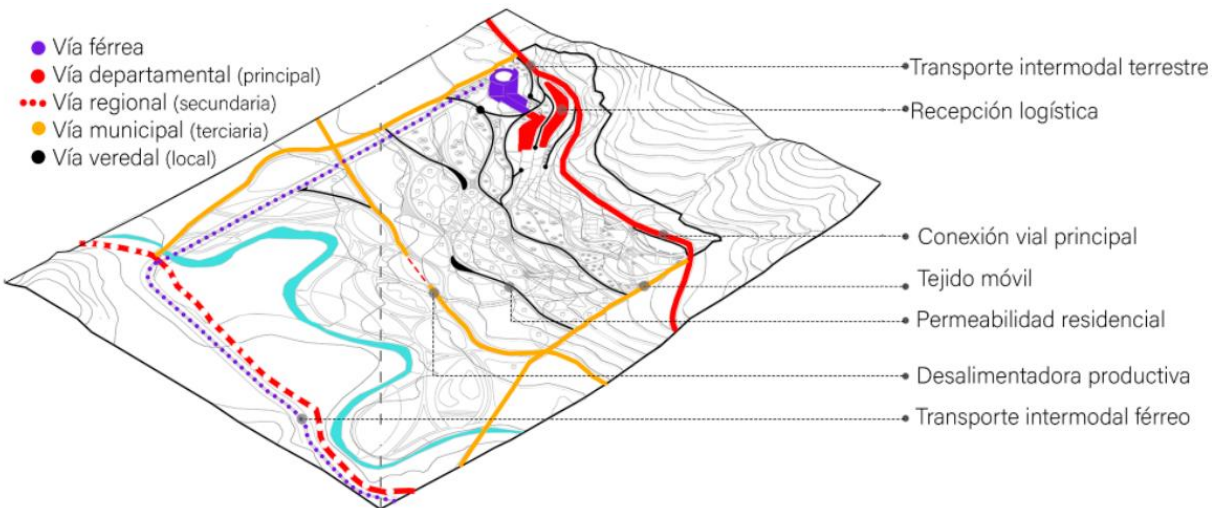 Vía férrea
Vía departamental (principal)
Vía regional (secundaria)
Vía municipal (terciaria)
Vía veredal (local)
Transporte intermodal terrestre
Recepción logística
Conexión vial principal
Tejido móvil
Permeabilidad residencial
Desalimentadora productiva
Transporte intermodal férreo